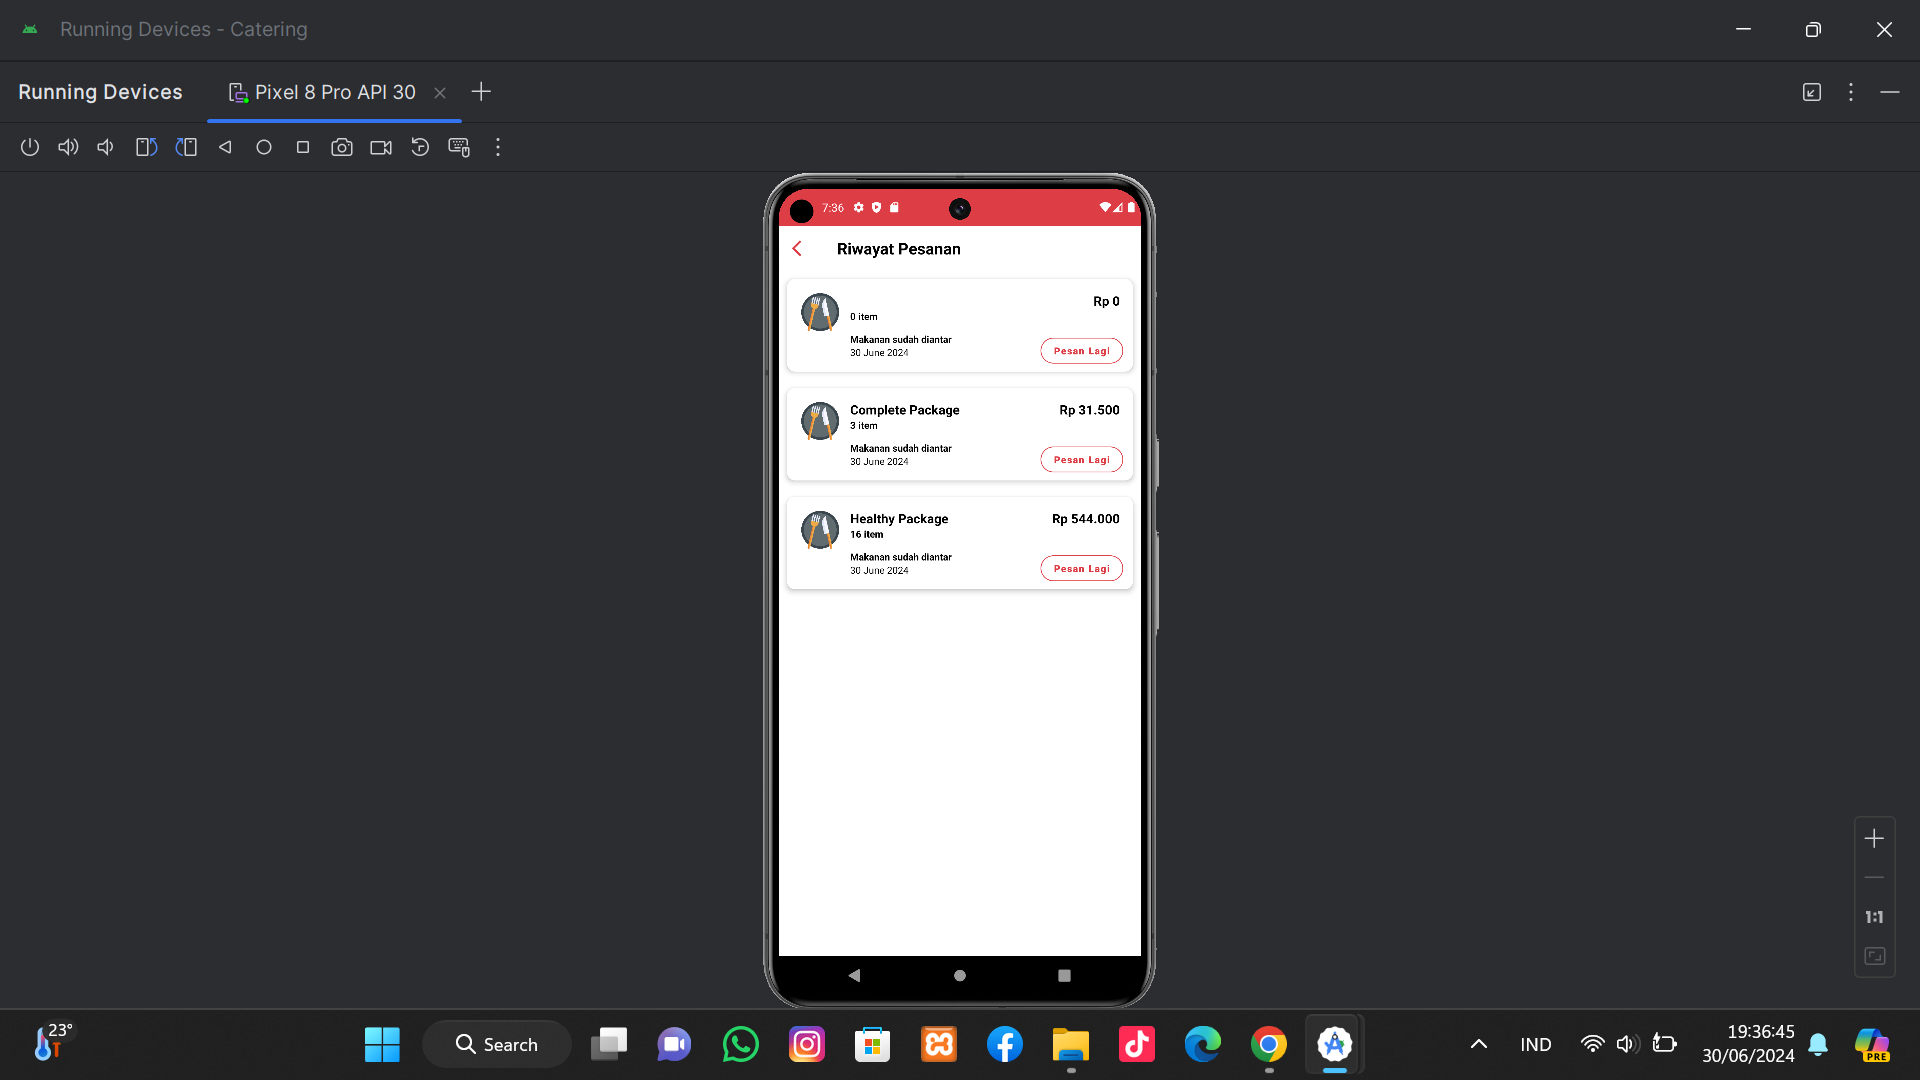 Running Devices - Catering
Running Devices
Pixel 8 Pro API 30
7:36
Riwayat Pesanan
Rp 0
0 item
Makanan sudah diantar
30 June 2024
Pesan Lagi
Complete Package
Rp 31.500
3 item
Makanan sudah diantar
30 June 2024
Pesan Lagi
Healthy Package
Rp 544.000
16 item
Makanan sudah diantar
30 June 2024
Pesan Lagi
1:1
23°
Search
IND
19:36:45
30/06/2024
PRE